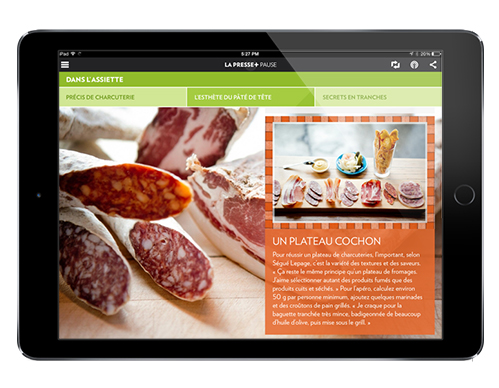 iPad 5:27 PM 20%
LA PRESSE+ PAUSE
DANS L'ASSIETTE
PRÉCIS DE CHARCUTERIE L'ESTHÈTE DU PÂTÉ DE TÊTE SECRETS EN TRANCHES
UN PLATEAU COCHON
Pour réussir un plateau de charcuteries, l'important, selon
Ségué Lepage, c'est la variété des textures et des saveurs.
« Ça reste le même principe qu'un plateau de fromages.
J'aime sélectionner autant des produits fumés que des
produits cuits et séchés. » Pour l'apéro, calculez environ
50 g par personne minimum, ajoutez quelques marinades
et des croûtons de pain grillés. « Je craque pour la
baguette tranchée très mince, badigeonnée de beaucoup
d'huile d'olive, puis mise sous le grill. »